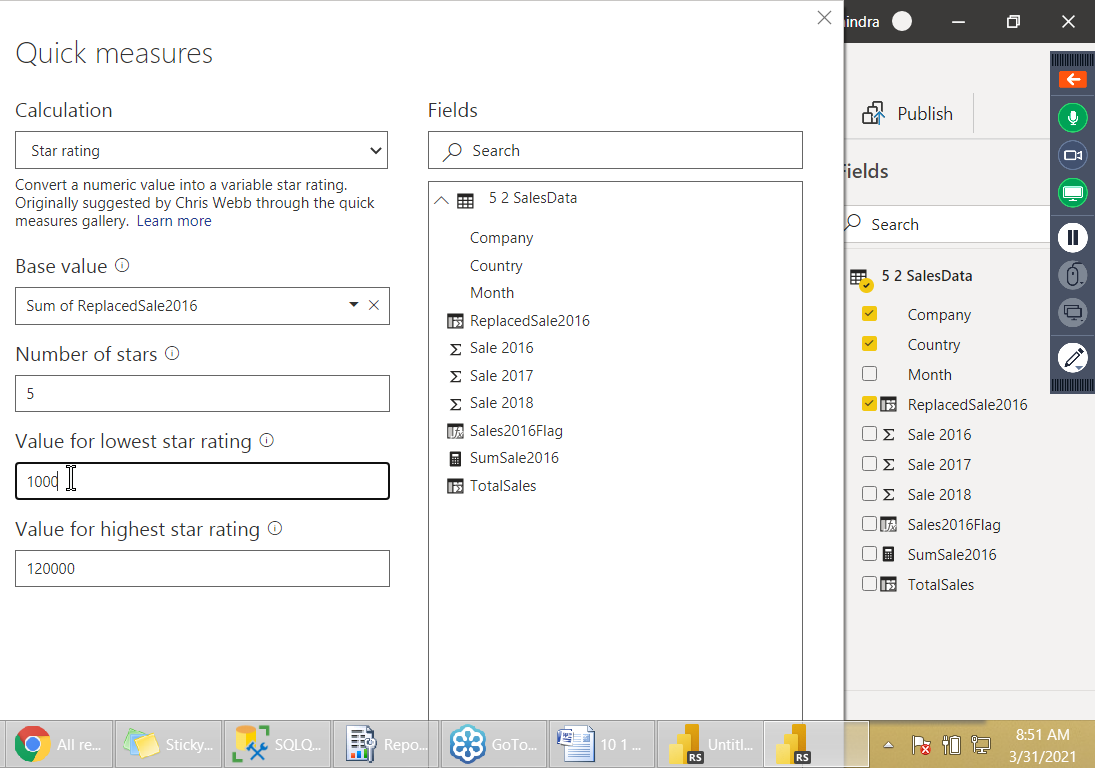 Quick measures
Calculation
Star rating
Convert a numeric value into a variable star rating.
Originally suggested by Chris Webb through the quick
measures gallery. Learn more
Base value
Sum of ReplacedSale2016
Number of stars
5
Value for lowest star rating
1000
Value for highest star rating
120000
Fields
Search
5 2 SalesData
Company
Country
Month
ReplacedSale2016
Sale 2016
Sale 2017
Sale 2018
Sales2016Flag
SumSale2016
TotalSales
Publish
Search
5 2 SalesData
Company
Country
Month
ReplacedSale2016
Sale 2016
Sale 2017
Sale 2018
Sales2016Flag
SumSale2016
TotalSales
All re...
Sticky...
SQLQ...
Repo...
GoTo...
10 1 ...
RS
Untitl...
RS
8:51 AM
3/31/2021